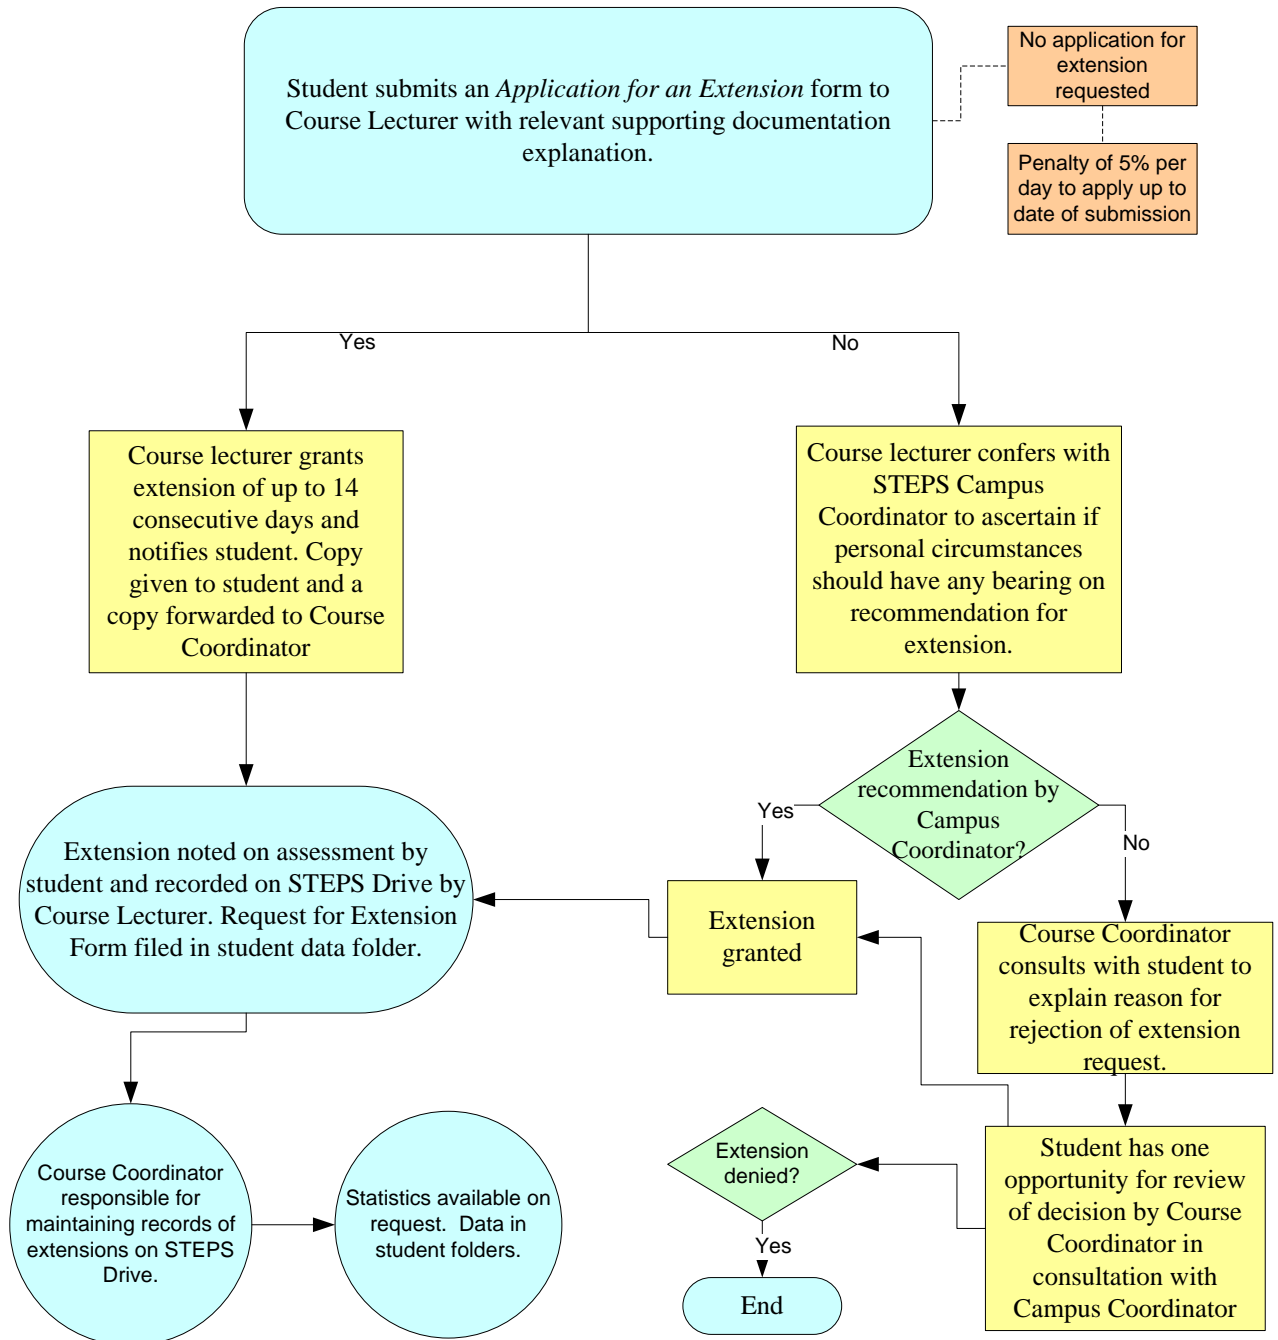 Student submits an Application for an Extension form to
Course Lecturer with relevant supporting documentation
explanation.
No application for
extension
requested
Penalty of 5% per
day to apply up to
date of submission
Yes
No
Course lecturer grants
extension of up to 14
consecutive days and
notifies student. Copy
given to student and a
copy forwarded to Course
Coordinator
Course lecturer confers with
STEPS Campus
Coordinator to ascertain if
personal circumstances
should have any bearing on
recommendation for
extension.
Extension
recommendation by
Campus
Coordinator?
Yes
No
Extension noted on assessment by
student and recorded on STEPS Drive by
Course Lecturer. Request for Extension
Form filed in student data folder.
Extension
granted
Course Coordinator
consults with student to
explain reason for
rejection of extension
request.
Course Coordinator
responsible for
maintaining records of
extensions on STEPS
Drive.
Statistics available on
request.  Data in
student folders.
Extension
denied?
Yes
End
Student has one
opportunity for review
of decision by Course
Coordinator in
consultation with
Campus Coordinator